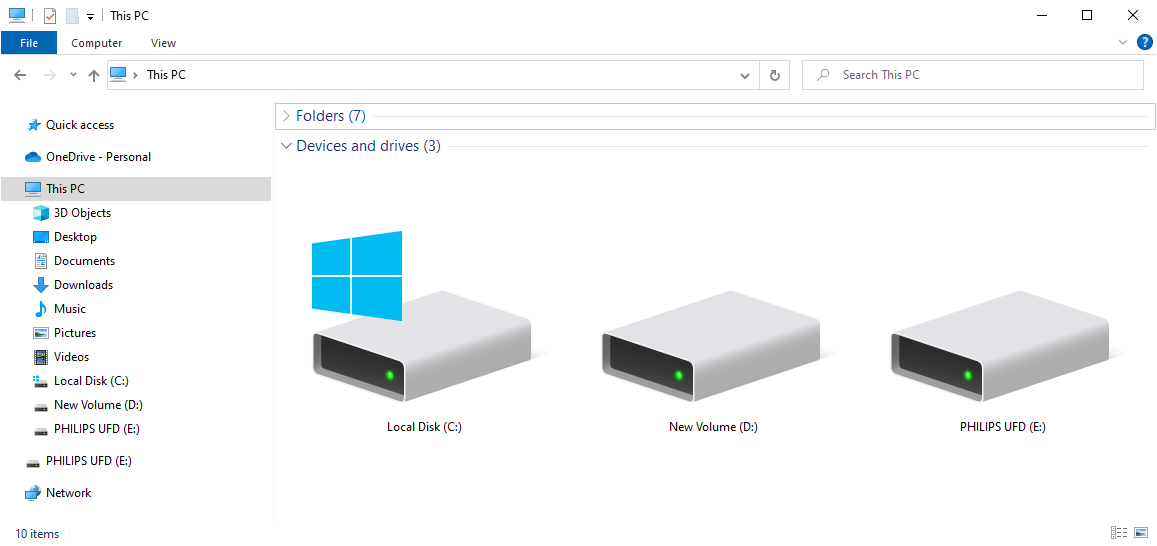 This PC
File Computer View
This PC
Search This PC
Quick access
OneDrive - Personal
This PC
3D Objects
Desktop
Documents
Downloads
Music
Pictures
Videos
Local Disk (C:)
New Volume (D:)
PHILIPS UFD (E:)
PHILIPS UFD (E:)
Network
Folders (7)
Devices and drives (3)
Local Disk (C:)
New Volume (D:)
PHILIPS UFD (E:)
10 items